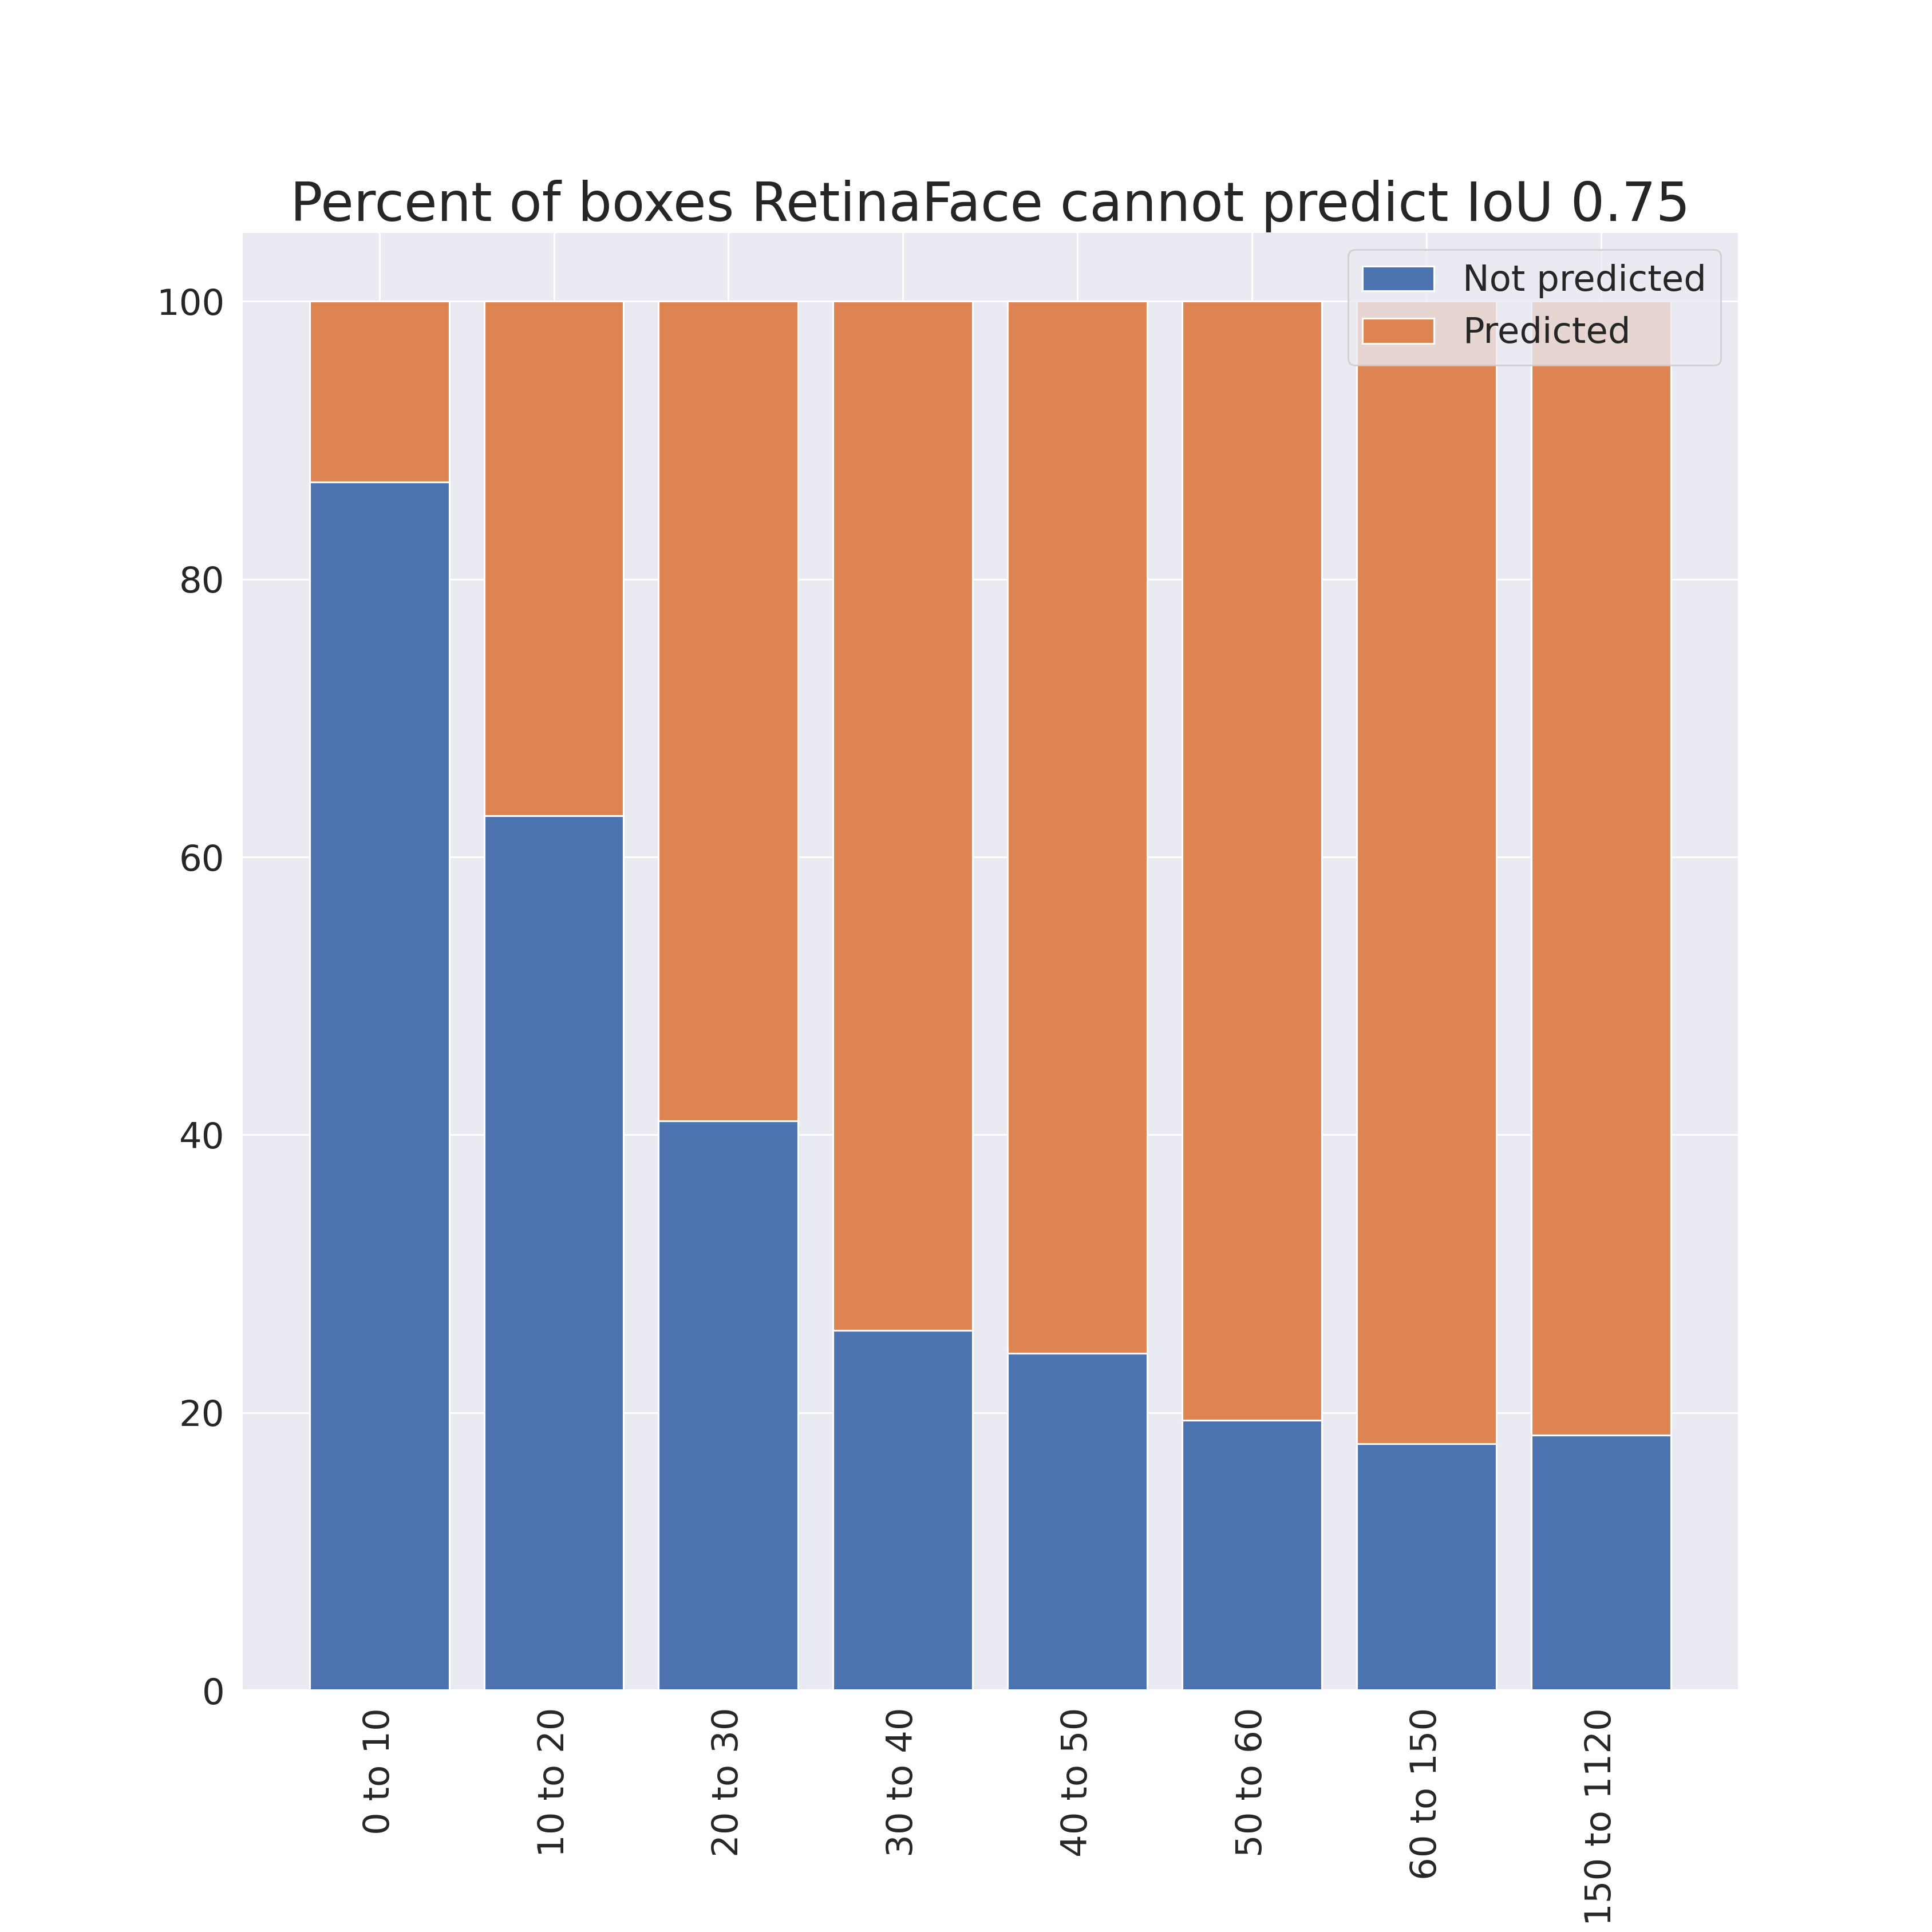 Percent of boxes RetinaFace cannot predict IoU 0.75
Not predicted
Predicted
100
80
60
40
20
0
0 to 10
10 to 20
20 to 30
30 to 40
40 to 50
50 to 60
60 to 150
150 to 1120